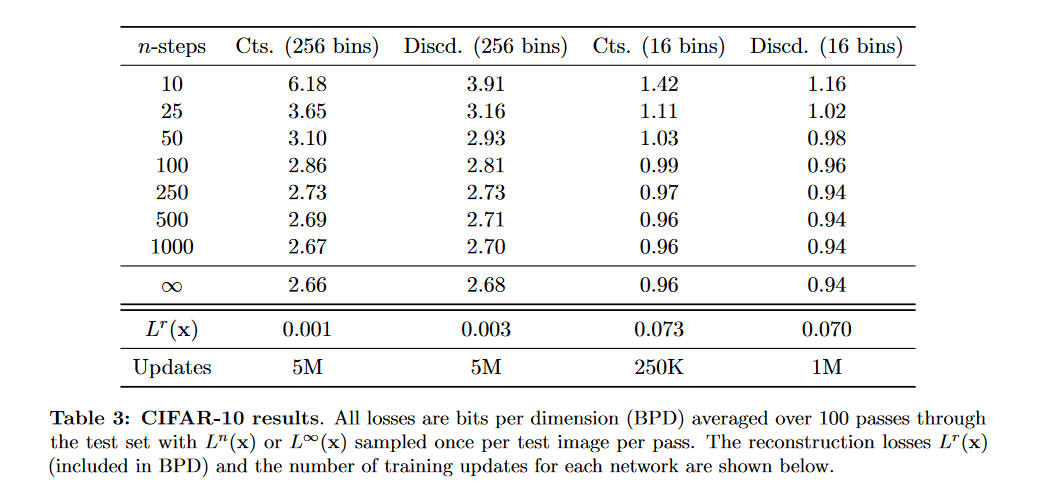 n-steps Cts. (256 bins) Discd. (256 bins) Cts. (16 bins) Discd. (16 bins)
10 6.18 3.91 1.42 1.16
25 3.65 3.16 1.11 1.02
50 3.10 2.93 1.03 0.98
100 2.86 2.81 0.99 0.96
250 2.73 2.73 0.97 0.94
500 2.69 2.71 0.96 0.94
1000 2.67 2.70 0.96 0.94
∞ 2.66 2.68 0.96 0.94
Lʳ(x) 0.001 0.003 0.073 0.070
Updates 5M 5M 250K 1M
Table 3: CIFAR-10 results. All losses are bits per dimension (BPD) averaged over 100 passes through
the test set with Lⁿ(x) or L^∞(x) sampled once per test image per pass. The reconstruction losses Lʳ(x)
(included in BPD) and the number of training updates for each network are shown below.